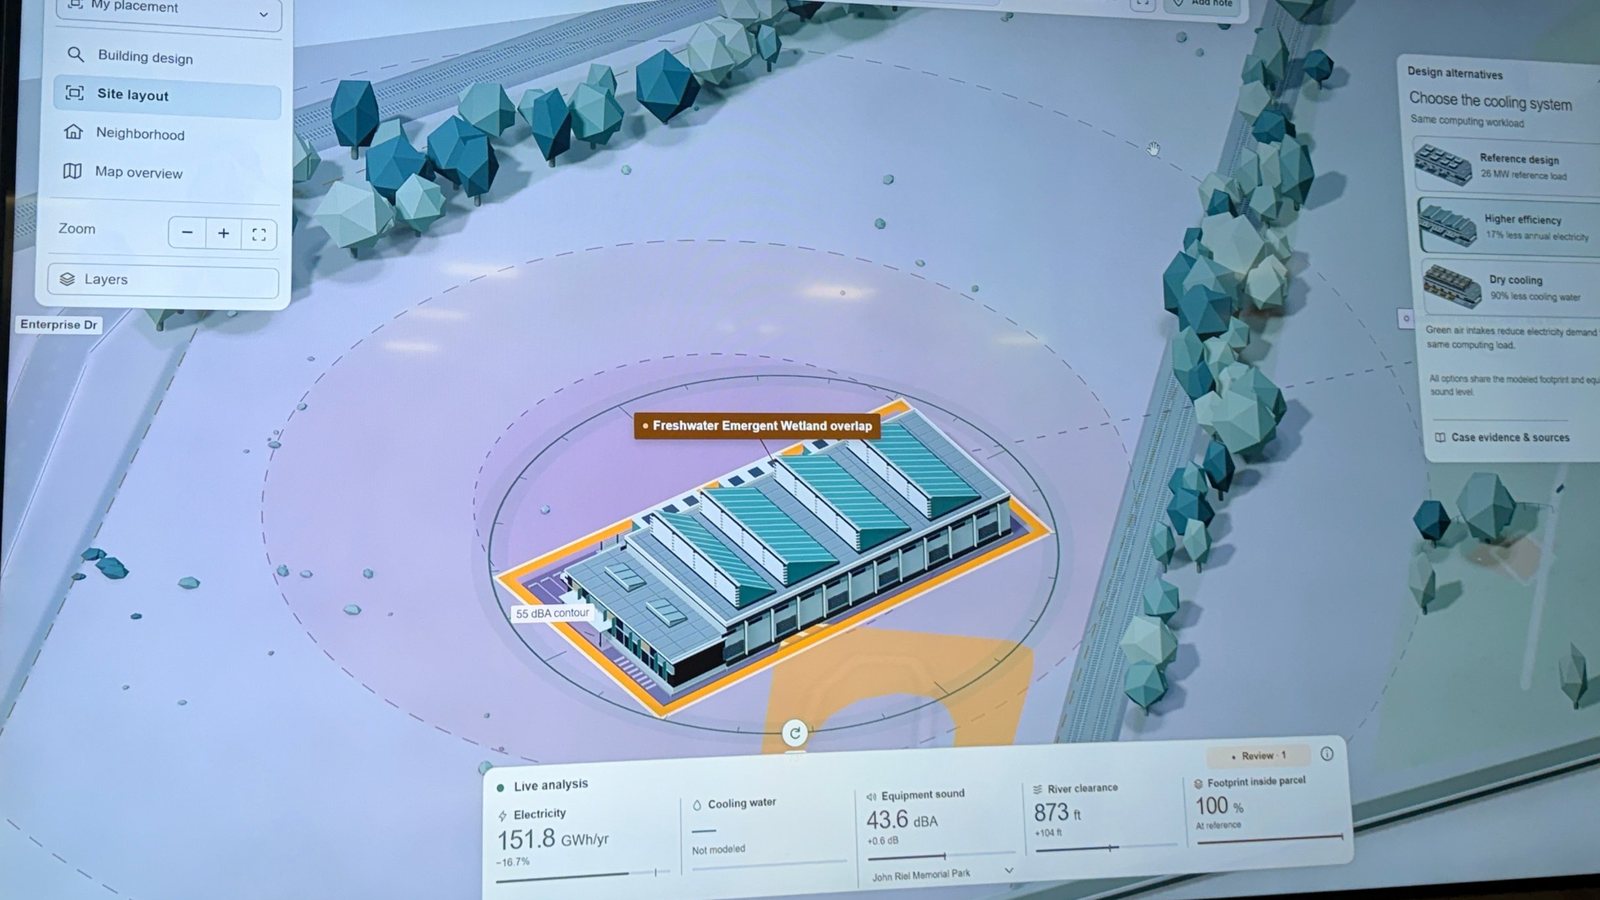 My placement
Building design
Site layout
Neighborhood
Map overview
Zoom
Layers
Enterprise Dr
Add note
Freshwater Emergent Wetland overlap
55 dBA contour
Design alternatives
Choose the cooling system
Same computing workload
Reference design
26 MW reference load
Higher efficiency
17% less annual electricity
Dry cooling
90% less cooling water
Green air intakes reduce electricity demand
same computing load.
All options share the modeled footprint and
sound level.
Case evidence & sources
Live analysis
Review · 1
Electricity
151.8 GWh/yr
−16.7%
Cooling water
Not modeled
Equipment sound
43.6 dBA
+0.6 dB
John Riel Memorial Park
River clearance
873 ft
+104 ft
Footprint inside parcel
100 %
At reference